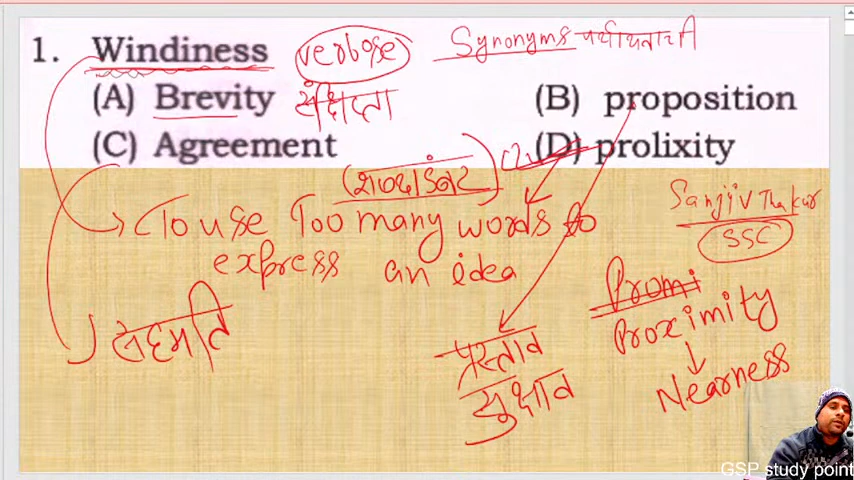 1. Windiness verbose Synonyms पर्यायवाची
(A) Brevity संक्षिप्ता (B) proposition
(C) Agreement (D) prolixity
(शब्दाडंबर)
To use Too many words to
express an idea
Sanjiv Thakur
SSC
सहमति
प्रस्ताव
सुझाव
Promi
Proximity
Nearness
GSP study point